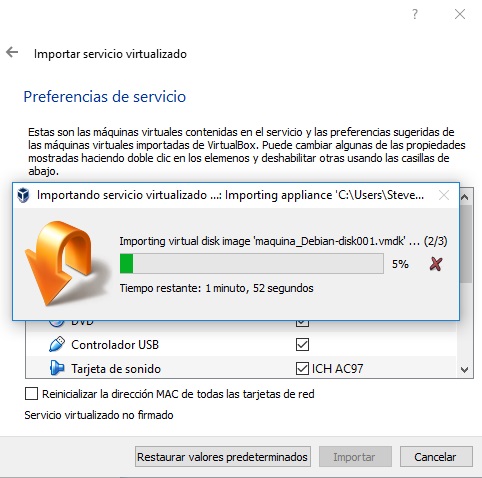 ?
Importar servicio virtualizado
Preferencias de servicio
Estas son las máquinas virtuales contenidas en el servicio y las preferencias sugeridas de
las máquinas virtuales importadas de VirtualBox. Puede cambiar algunas de las propiedades
mostradas haciendo doble clic en los elemenos y deshabilitar otras usando las casillas de
abajo.
Importando servicio virtualizado ...: Importing appliance 'C:\Users\Steve...
Importing virtual disk image 'maquina_Debian-disk001.vmdk' ... (2/3)
5%
Tiempo restante: 1 minuto, 52 segundos
DVD
Controlador USB
Tarjeta de sonido ICH AC97
Reinicializar la dirección MAC de todas las tarjetas de red
Servicio virtualizado no firmado
Restaurar valores predeterminados Importar Cancelar